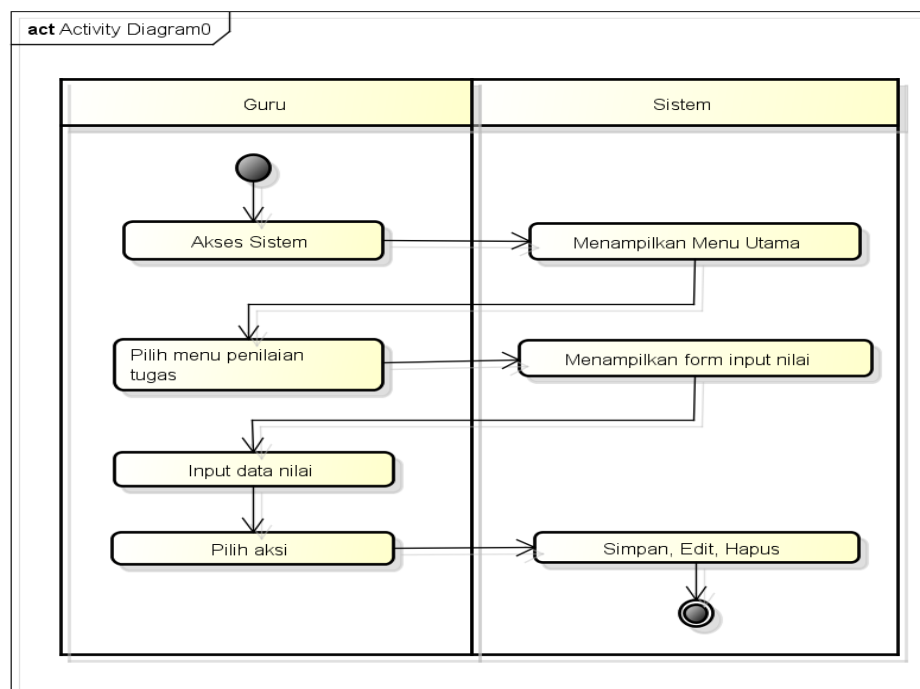 act Activity Diagram0
Guru
Sistem
Akses Sistem
Menampilkan Menu Utama
Pilih menu penilaian
tugas
Menampilkan form input nilai
Input data nilai
Pilih aksi
Simpan, Edit, Hapus